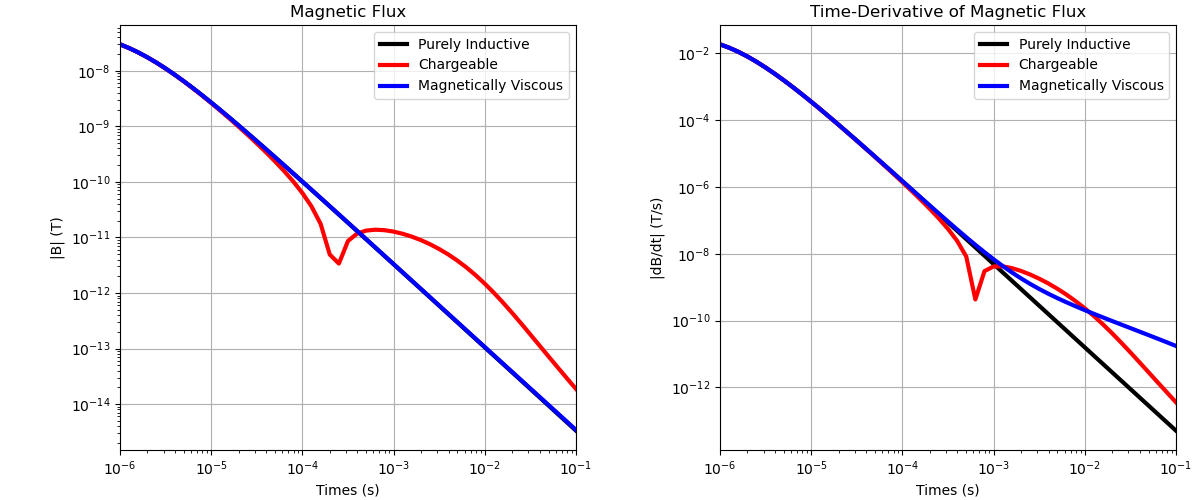 Magnetic Flux
Purely Inductive
Chargeable
Magnetically Viscous
|B| (T)
10⁻⁸
10⁻⁹
10⁻¹⁰
10⁻¹¹
10⁻¹²
10⁻¹³
10⁻¹⁴
10⁻⁶ 10⁻⁵ 10⁻⁴ 10⁻³ 10⁻² 10⁻¹
Times (s)
Time-Derivative of Magnetic Flux
Purely Inductive
Chargeable
Magnetically Viscous
|dB/dt| (T/s)
10⁻²
10⁻⁴
10⁻⁶
10⁻⁸
10⁻¹⁰
10⁻¹²
10⁻⁶ 10⁻⁵ 10⁻⁴ 10⁻³ 10⁻² 10⁻¹
Times (s)